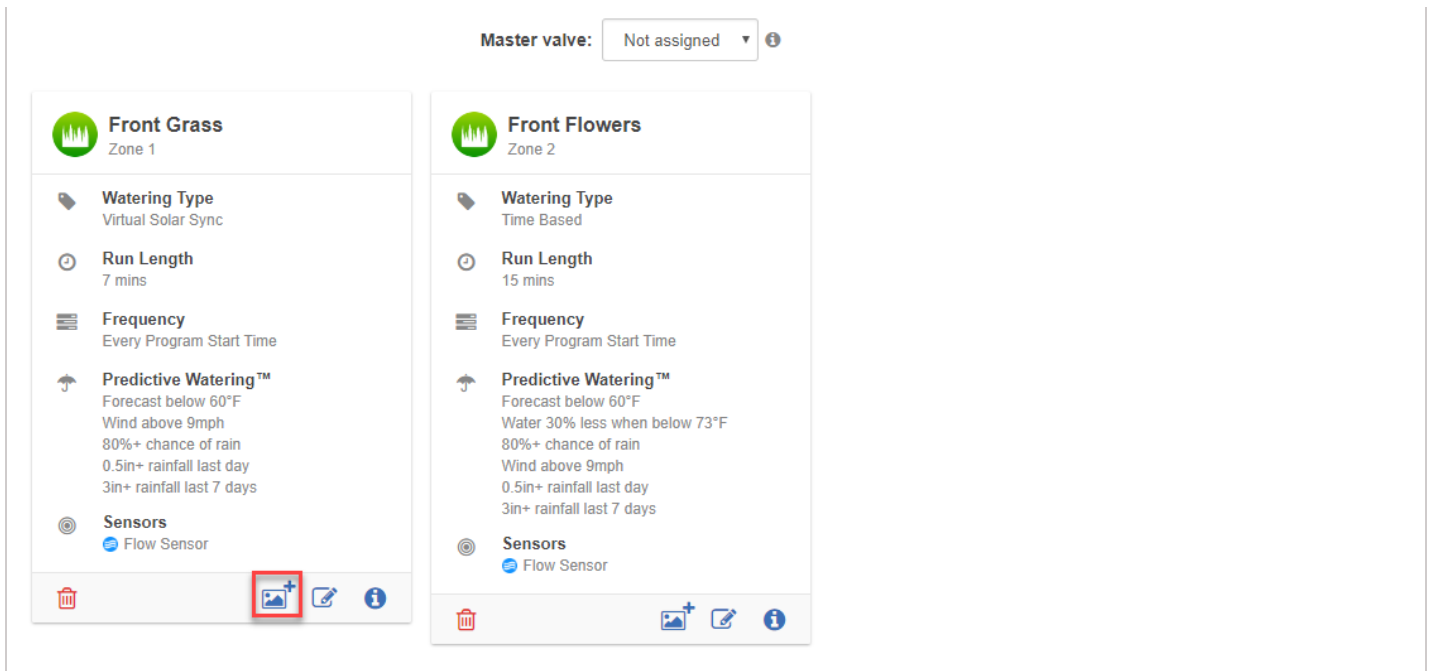 Master valve: Not assigned
Front Grass
Zone 1
Watering Type
Virtual Solar Sync
Run Length
7 mins
Frequency
Every Program Start Time
Predictive Watering™
Forecast below 60°F
Wind above 9mph
80%+ chance of rain
0.5in+ rainfall last day
3in+ rainfall last 7 days
Sensors
Flow Sensor
Front Flowers
Zone 2
Watering Type
Time Based
Run Length
15 mins
Frequency
Every Program Start Time
Predictive Watering™
Forecast below 60°F
Water 30% less when below 73°F
80%+ chance of rain
Wind above 9mph
0.5in+ rainfall last day
3in+ rainfall last 7 days
Sensors
Flow Sensor